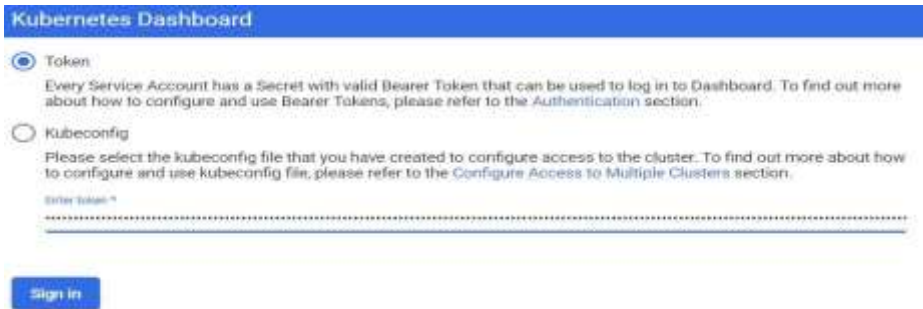 Kubernetes Dashboard
Token
Every Service Account has a Secret with valid Bearer Token that can be used to log in to Dashboard. To find out more
about how to configure and use Bearer Tokens, please refer to the Authentication section.
Kubeconfig
Please select the kubeconfig file that you have created to configure access to the cluster. To find out more about how
to configure and use kubeconfig file, please refer to the Configure Access to Multiple Clusters section.
Enter token *
Sign in